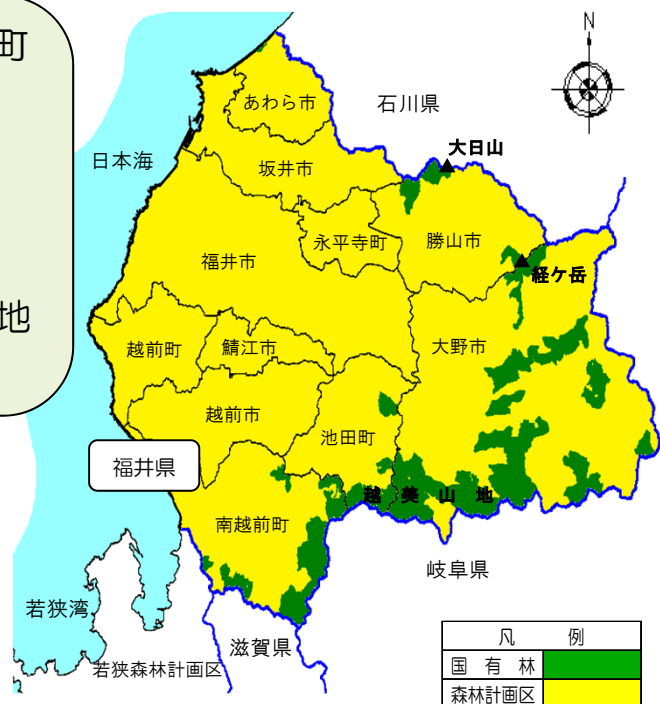 町
地
N
石川県
あわら市
大日山
日本海
坂井市
永平寺町
勝山市
福井市
経ケ岳
越前町
鯖江市
大野市
越前市
池田町
福井県
越美山地
南越前町
岐阜県
若狭湾
滋賀県
若狭森林計画区
凡例
国有林
森林計画区